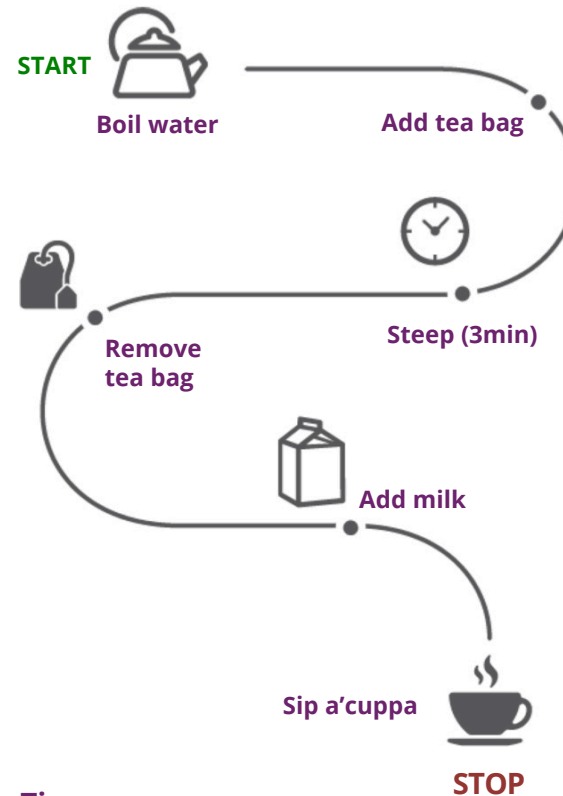 START
Boil water
Add tea bag
Steep (3min)
Remove
tea bag
Add milk
Sip a’cuppa
STOP